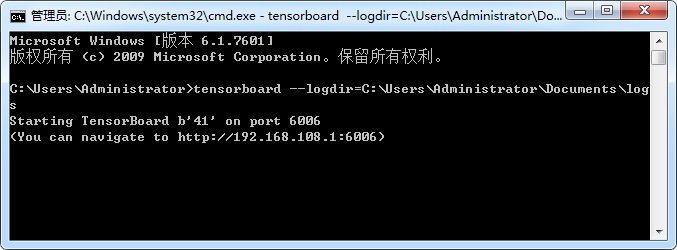 管理员: C:\Windows\system32\cmd.exe - tensorboard --logdir=C:\Users\Administrator\Do...
Microsoft Windows [版本 6.1.7601]
版权所有 (c) 2009 Microsoft Corporation。保留所有权利。
C:\Users\Administrator>tensorboard --logdir=C:\Users\Administrator\Documents\log
s
Starting TensorBoard b'41' on port 6006
(You can navigate to http://192.168.108.1:6006)